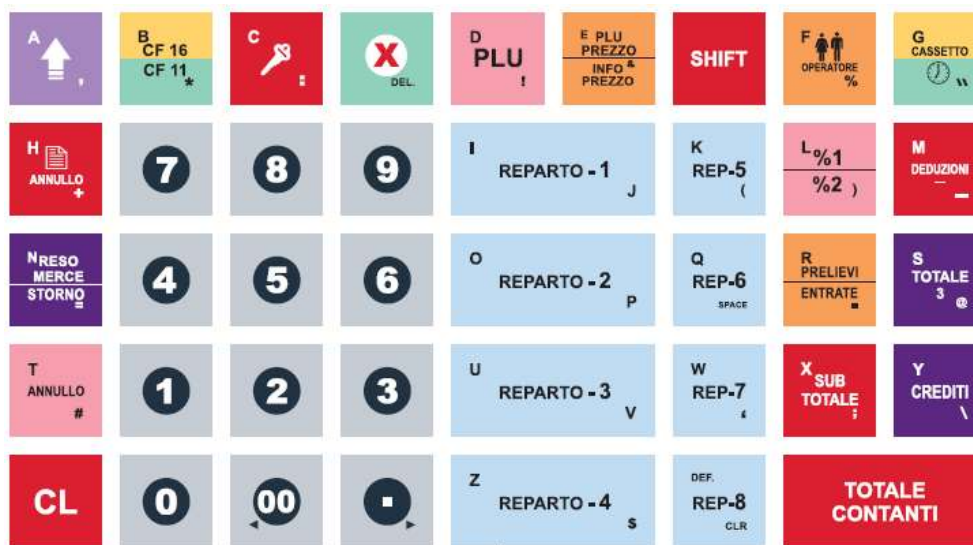 A
,
B
CF 16
CF 11
*
C
:
X
DEL.
D
PLU
!
E PLU
PREZZO
&
INFO
PREZZO
SHIFT
F
OPERATORE
%
G
CASSETTO
"
H
ANNULLO
+
7
8
9
I
REPARTO - 1
J
K
REP-5
(
L %1
%2 )
M
DEDUZIONI
–
N RESO
MERCE
STORNO
=
4
5
6
O
REPARTO - 2
P
Q
REP-6
SPACE
R
PRELIEVI
ENTRATE
.
S
TOTALE
3 @
T
ANNULLO
#
1
2
3
U
REPARTO - 3
V
W
REP-7
‘
X SUB
TOTALE
;
Y
CREDITI
\
CL
0
00
.
Z
REPARTO - 4
$
DEF.
REP-8
CLR
TOTALE
CONTANTI